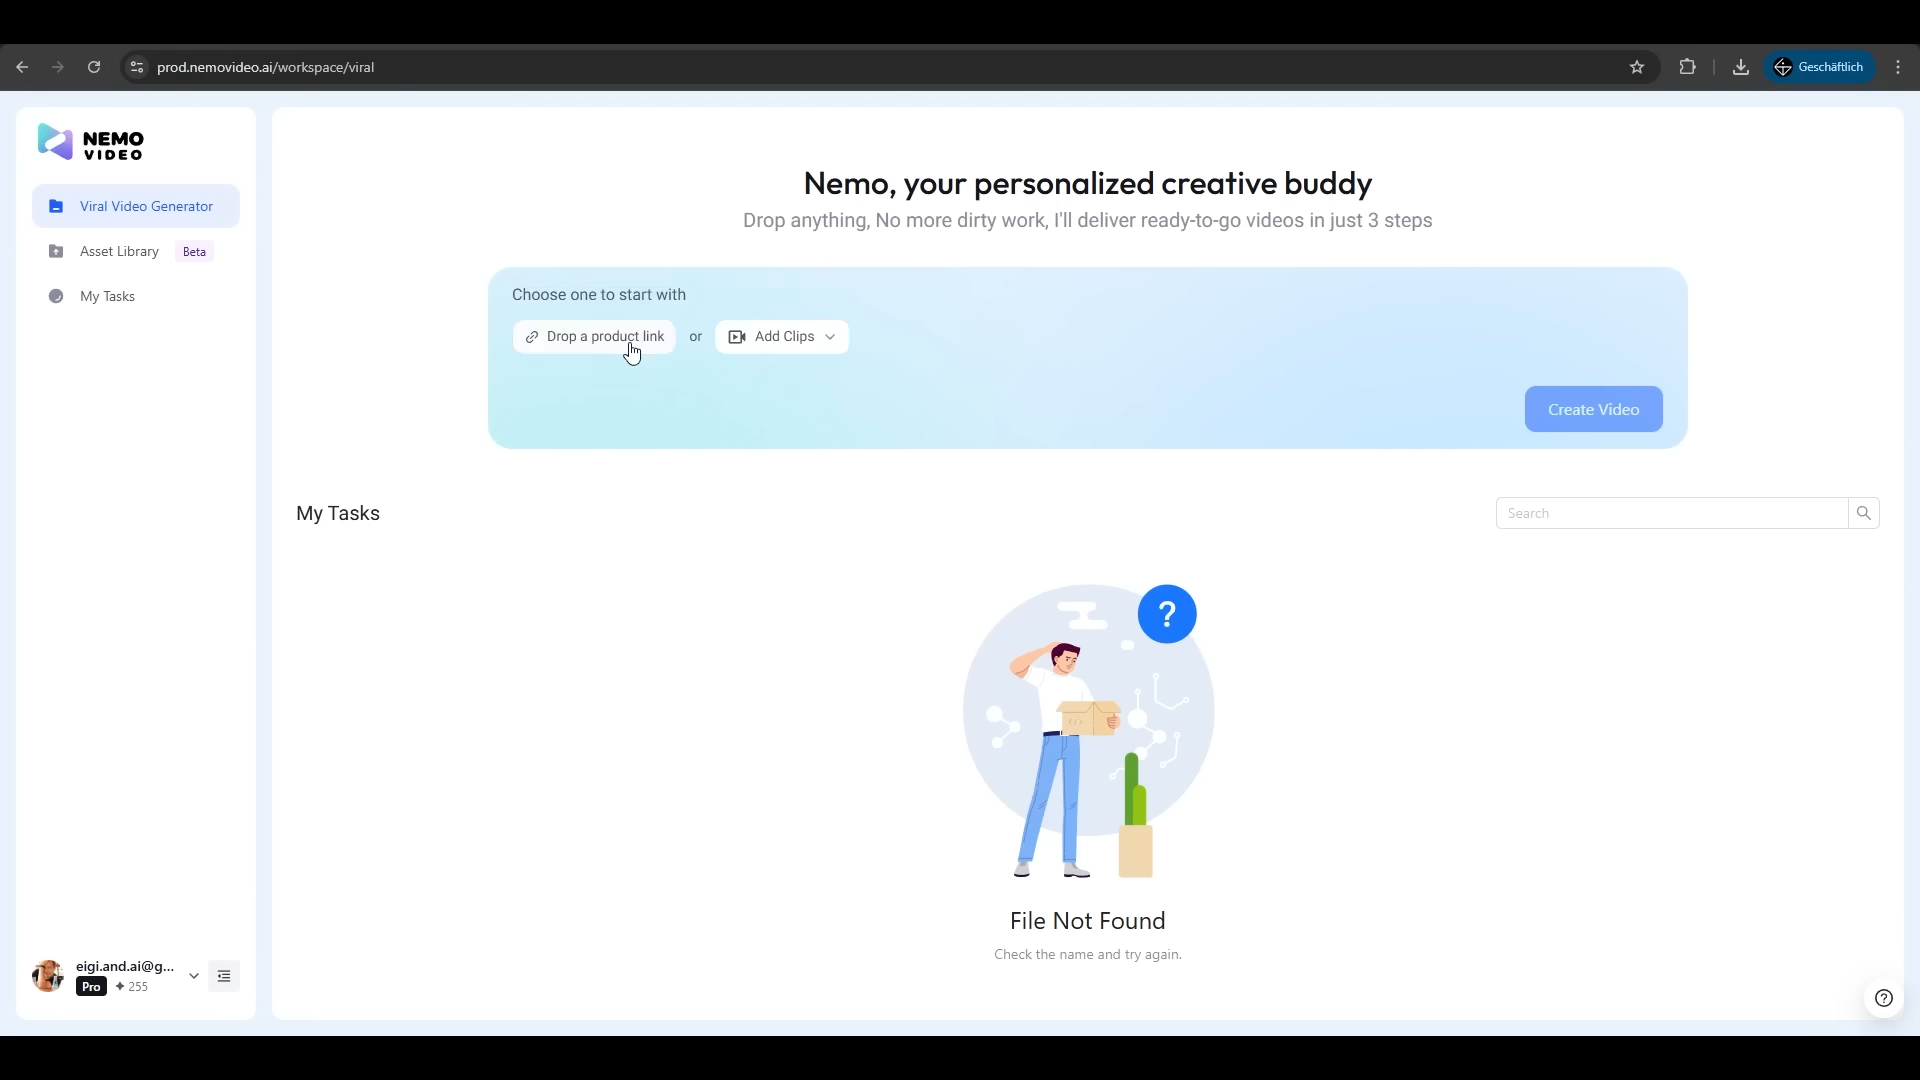 prod.nemovideo.ai/workspace/viral
Geschäftlich
NEMO
VIDEO
Viral Video Generator
Asset Library Beta
My Tasks
Nemo, your personalized creative buddy
Drop anything, No more dirty work, I'll deliver ready-to-go videos in just 3 steps
Choose one to start with
Drop a product link or Add Clips
Create Video
My Tasks
Search
?
File Not Found
Check the name and try again.
eigi.and.ai@g...
Pro 255